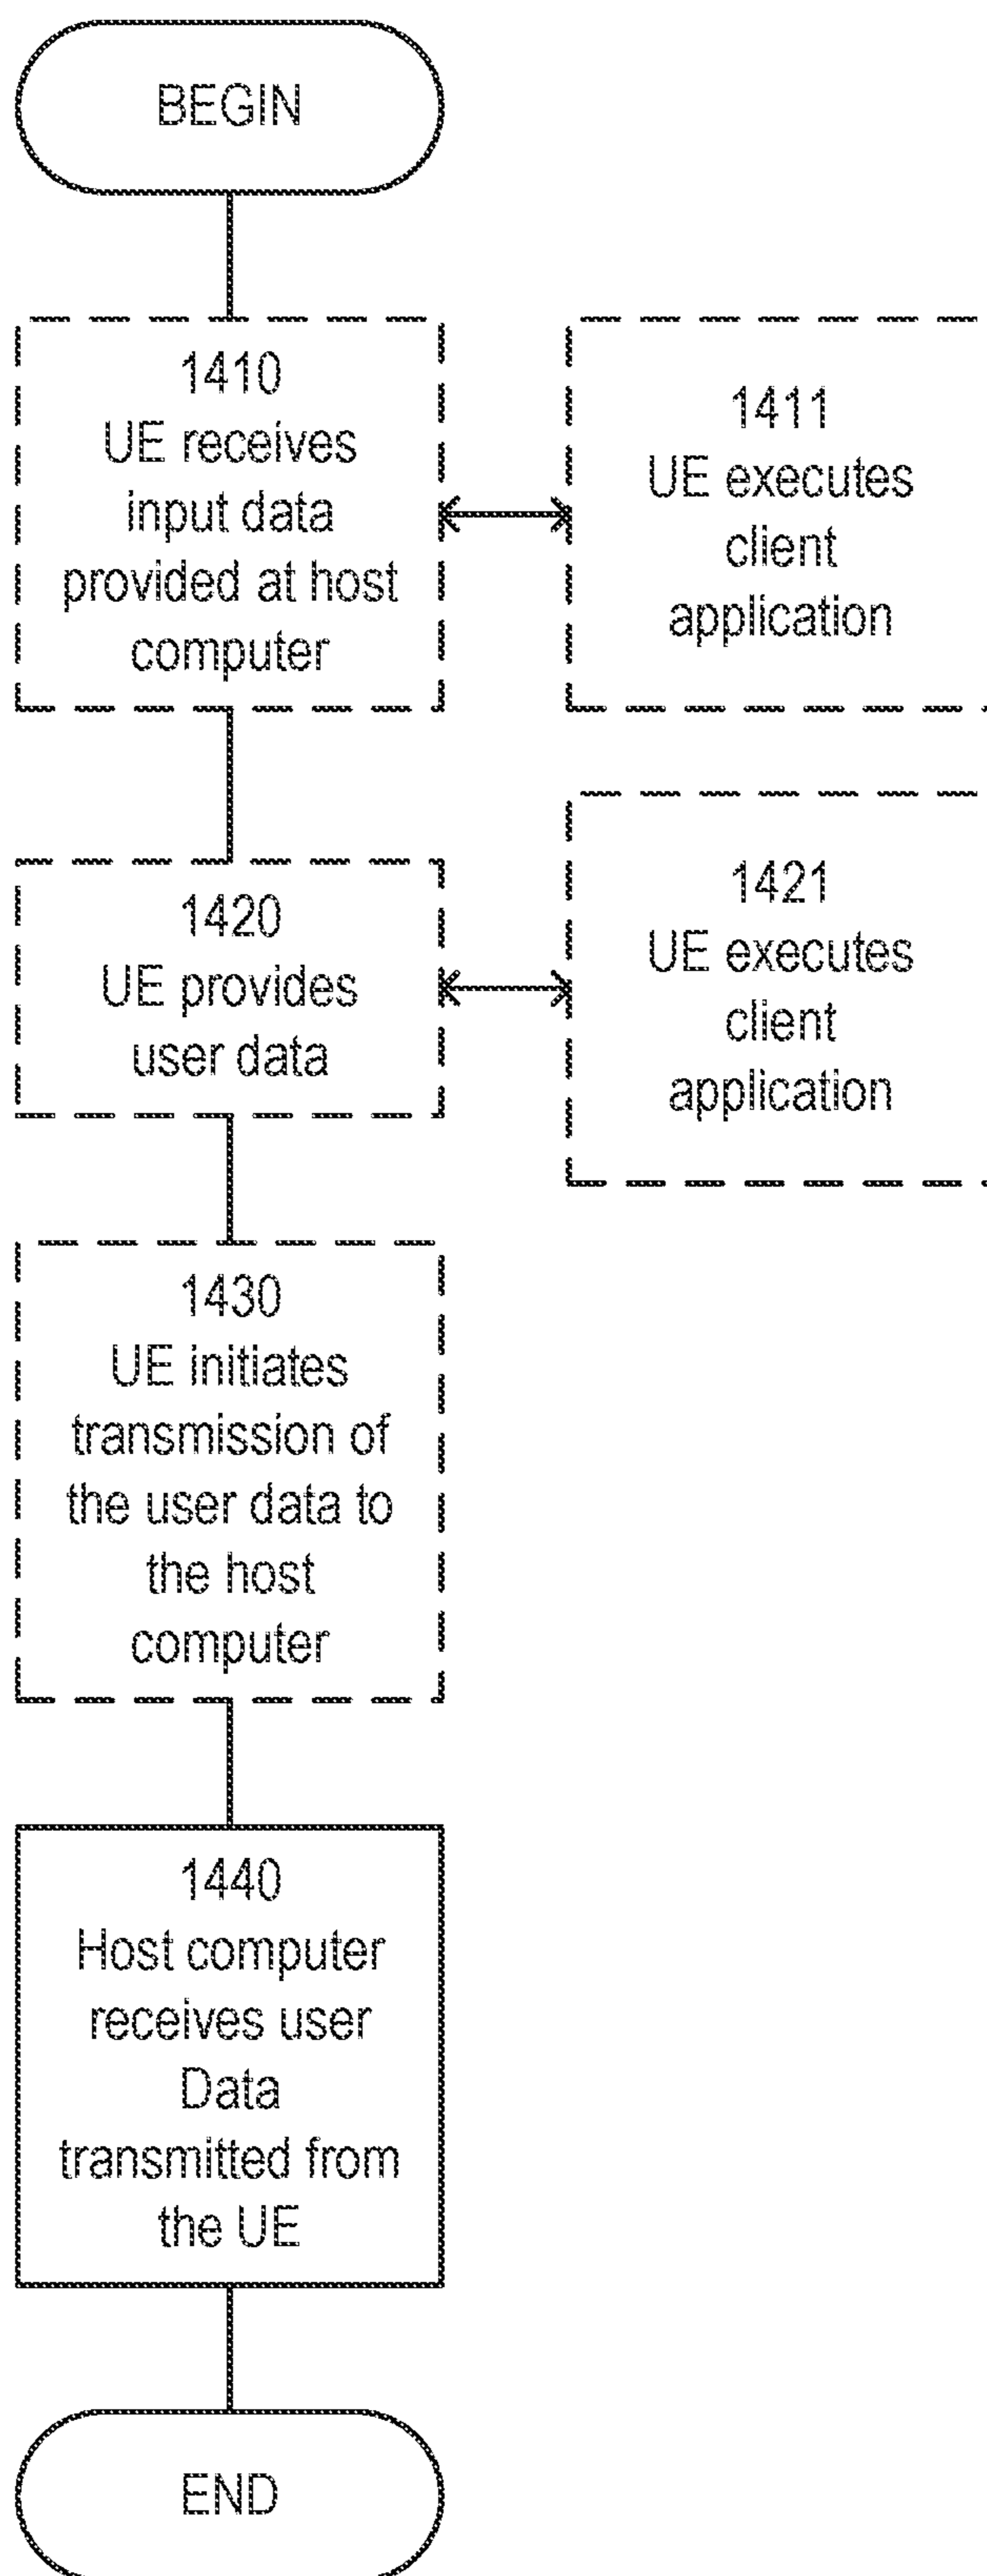 BEGIN
1410
UE receives
input data
provided at host
computer
1411
UE executes
client
application
1420
UE provides
user data
1421
UE executes
client
application
1430
UE initiates
transmission of
the user data to
the host
computer
1440
Host computer
receives user
Data
transmitted from
the UE
END